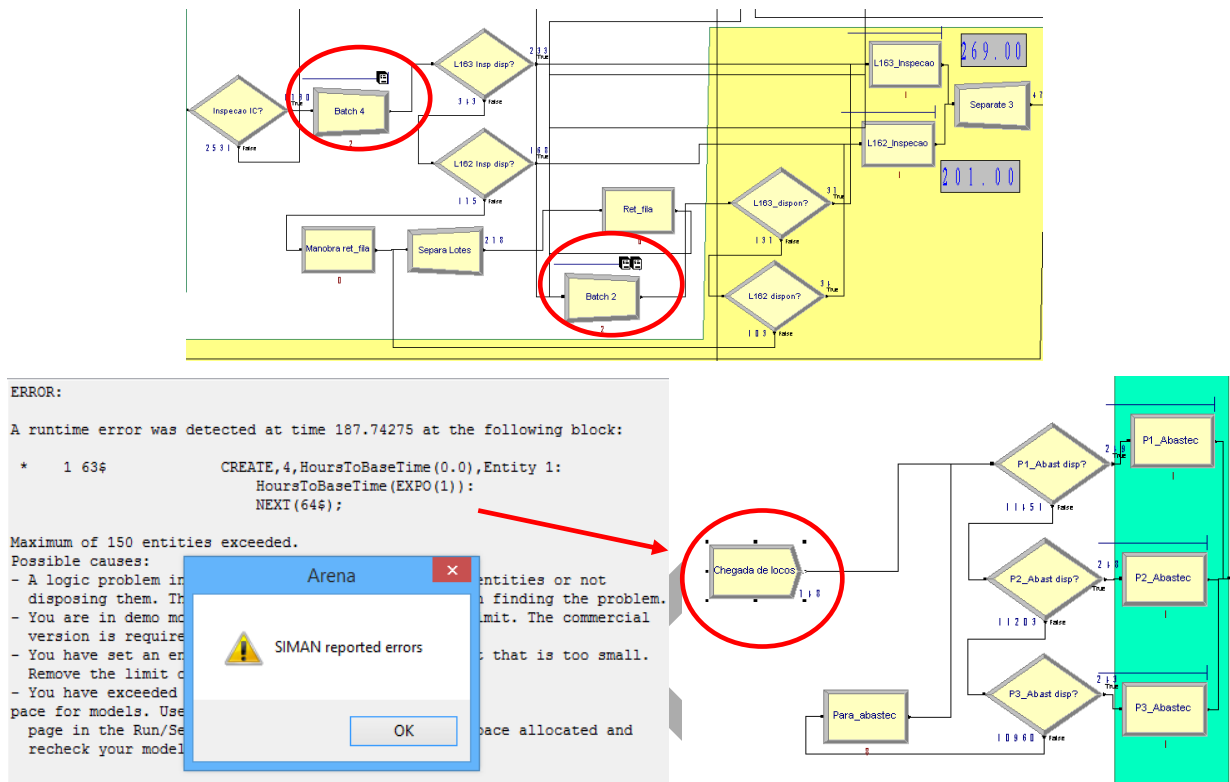 L163 Insp disp?
233
True
343
False
L163_Inspecao
269.00
Inspecao IC?
True
Batch 4
2
2531
False
Separate 3
L162 Insp disp?
168
True
115
False
L162_Inspecao
201.00
Manobra ret_fila
0
Separa Lotes
218
Ret_fila
0
Batch 2
2
L163_dispon?
31
True
131
False
L162 dispon?
True
103
False
ERROR:
A runtime error was detected at time 187.74275 at the following block:
* 1 63$ CREATE,4,HoursToBaseTime(0.0),Entity 1:
HoursToBaseTime(EXPO(1)):
NEXT(64$);
Maximum of 150 entities exceeded.
Possible causes:
- A logic problem in entities or not
disposing them. Th finding the problem.
- You are in demo mo imit. The commercial
version is require
- You have set an en t that is too small.
Remove the limit
- You have exceeded
pace for models. Use
page in the Run/Se pace allocated and
recheck your model
Arena
SIMAN reported errors
OK
Chegada de locos
P1_Abast disp?
True
11451
False
P1_Abastec
P2_Abast disp?
True
11203
False
P2_Abastec
P3_Abast disp?
243
True
10960
False
P3_Abastec
Para_abastec
0